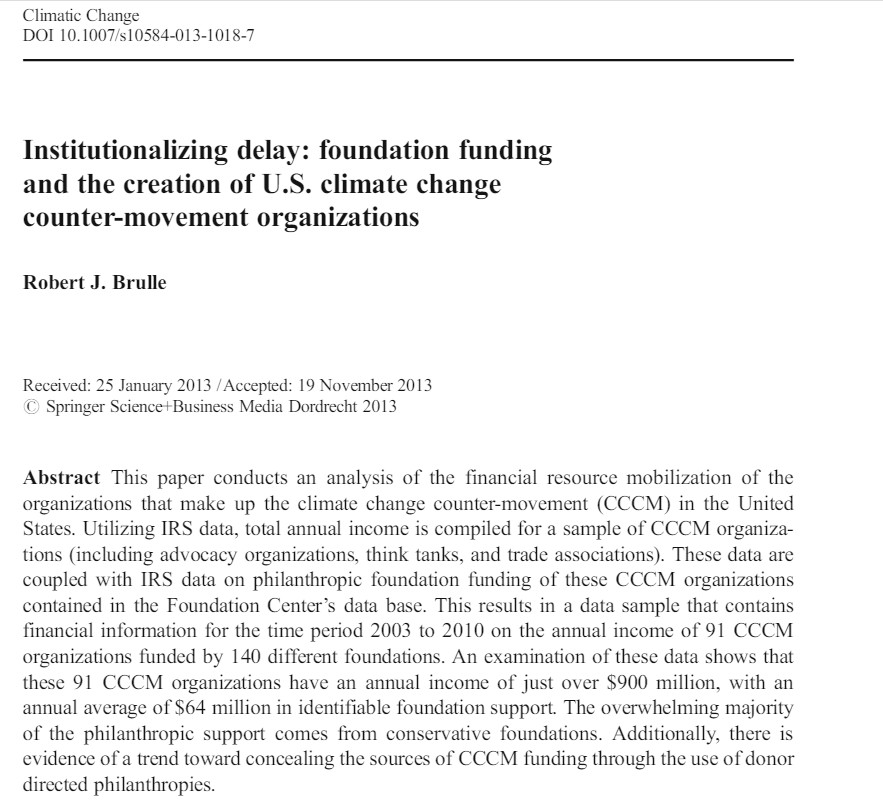 Climatic Change
DOI 10.1007/s10584-013-1018-7
Institutionalizing delay: foundation funding
and the creation of U.S. climate change
counter-movement organizations
Robert J. Brulle
Received: 25 January 2013 / Accepted: 19 November 2013
© Springer Science+Business Media Dordrecht 2013
Abstract This paper conducts an analysis of the financial resource mobilization of the
organizations that make up the climate change counter-movement (CCCM) in the United
States. Utilizing IRS data, total annual income is compiled for a sample of CCCM organiza-
tions (including advocacy organizations, think tanks, and trade associations). These data are
coupled with IRS data on philanthropic foundation funding of these CCCM organizations
contained in the Foundation Center's data base. This results in a data sample that contains
financial information for the time period 2003 to 2010 on the annual income of 91 CCCM
organizations funded by 140 different foundations. An examination of these data shows that
these 91 CCCM organizations have an annual income of just over $900 million, with an
annual average of $64 million in identifiable foundation support. The overwhelming majority
of the philanthropic support comes from conservative foundations. Additionally, there is
evidence of a trend toward concealing the sources of CCCM funding through the use of donor
directed philanthropies.